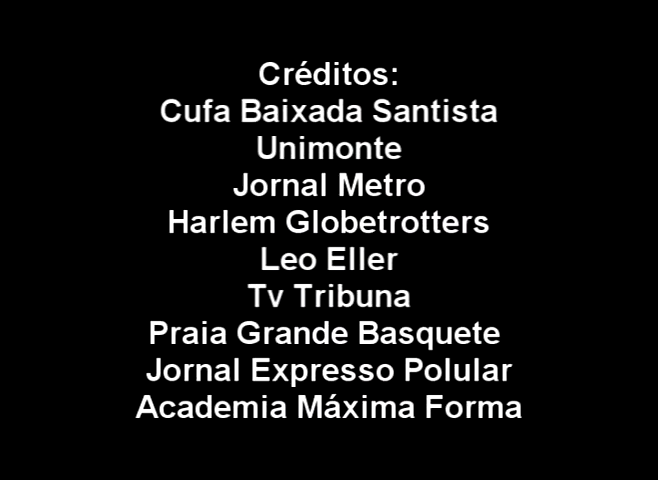 Créditos:
Cufa Baixada Santista
Unimonte
Jornal Metro
Harlem Globetrotters
Leo Eller
Tv Tribuna
Praia Grande Basquete
Jornal Expresso Polular
Academia Máxima Forma